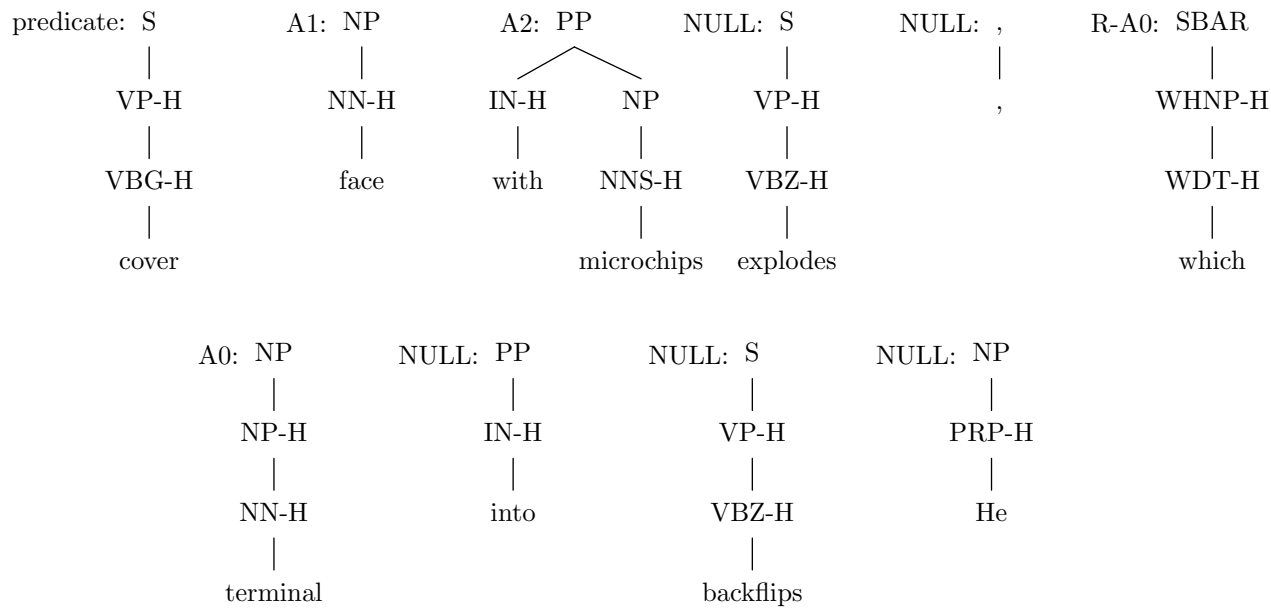 predicate: S A1: NP A2: PP NULL: S NULL: , R-A0: SBAR
VP-H NN-H IN-H NP VP-H , WHNP-H
VBG-H face with NNS-H VBZ-H WDT-H
cover microchips explodes which
A0: NP NULL: PP NULL: S NULL: NP
NP-H IN-H VP-H PRP-H
NN-H into VBZ-H He
terminal backflips